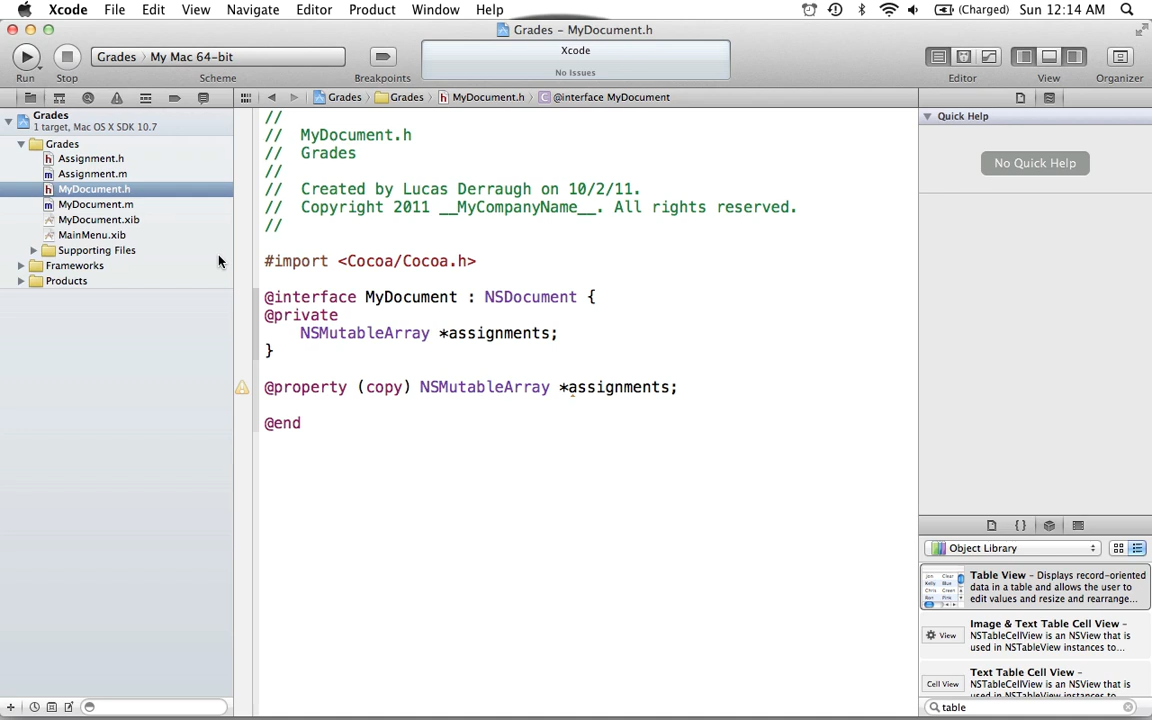 Xcode File Edit View Navigate Editor Product Window Help (Charged) Sun 12:14 AM
Grades – MyDocument.h
Grades › My Mac 64-bit
Xcode
No Issues
Run Stop Scheme Breakpoints Editor View Organizer
Grades › Grades › MyDocument.h › @interface MyDocument
Grades
1 target, Mac OS X SDK 10.7
Grades
Assignment.h
Assignment.m
MyDocument.h
MyDocument.m
MyDocument.xib
MainMenu.xib
Supporting Files
Frameworks
Products
//
// MyDocument.h
// Grades
//
// Created by Lucas Derraugh on 10/2/11.
// Copyright 2011 __MyCompanyName__. All rights reserved.
//
#import <Cocoa/Cocoa.h>
@interface MyDocument : NSDocument {
@private
NSMutableArray *assignments;
}
@property (copy) NSMutableArray *assignments;
@end
Quick Help
No Quick Help
{}
Object Library
Table View – Displays record-oriented
data in a table and allows the user to
edit values and resize and rearrange...
Image & Text Table Cell View –
NSTableCellView is an NSView that is
used in NSTableView instances to...
View
Text Table Cell View –
NSTableCellView is an NSView that is
used in NSTableView instances to...
Cell View
table